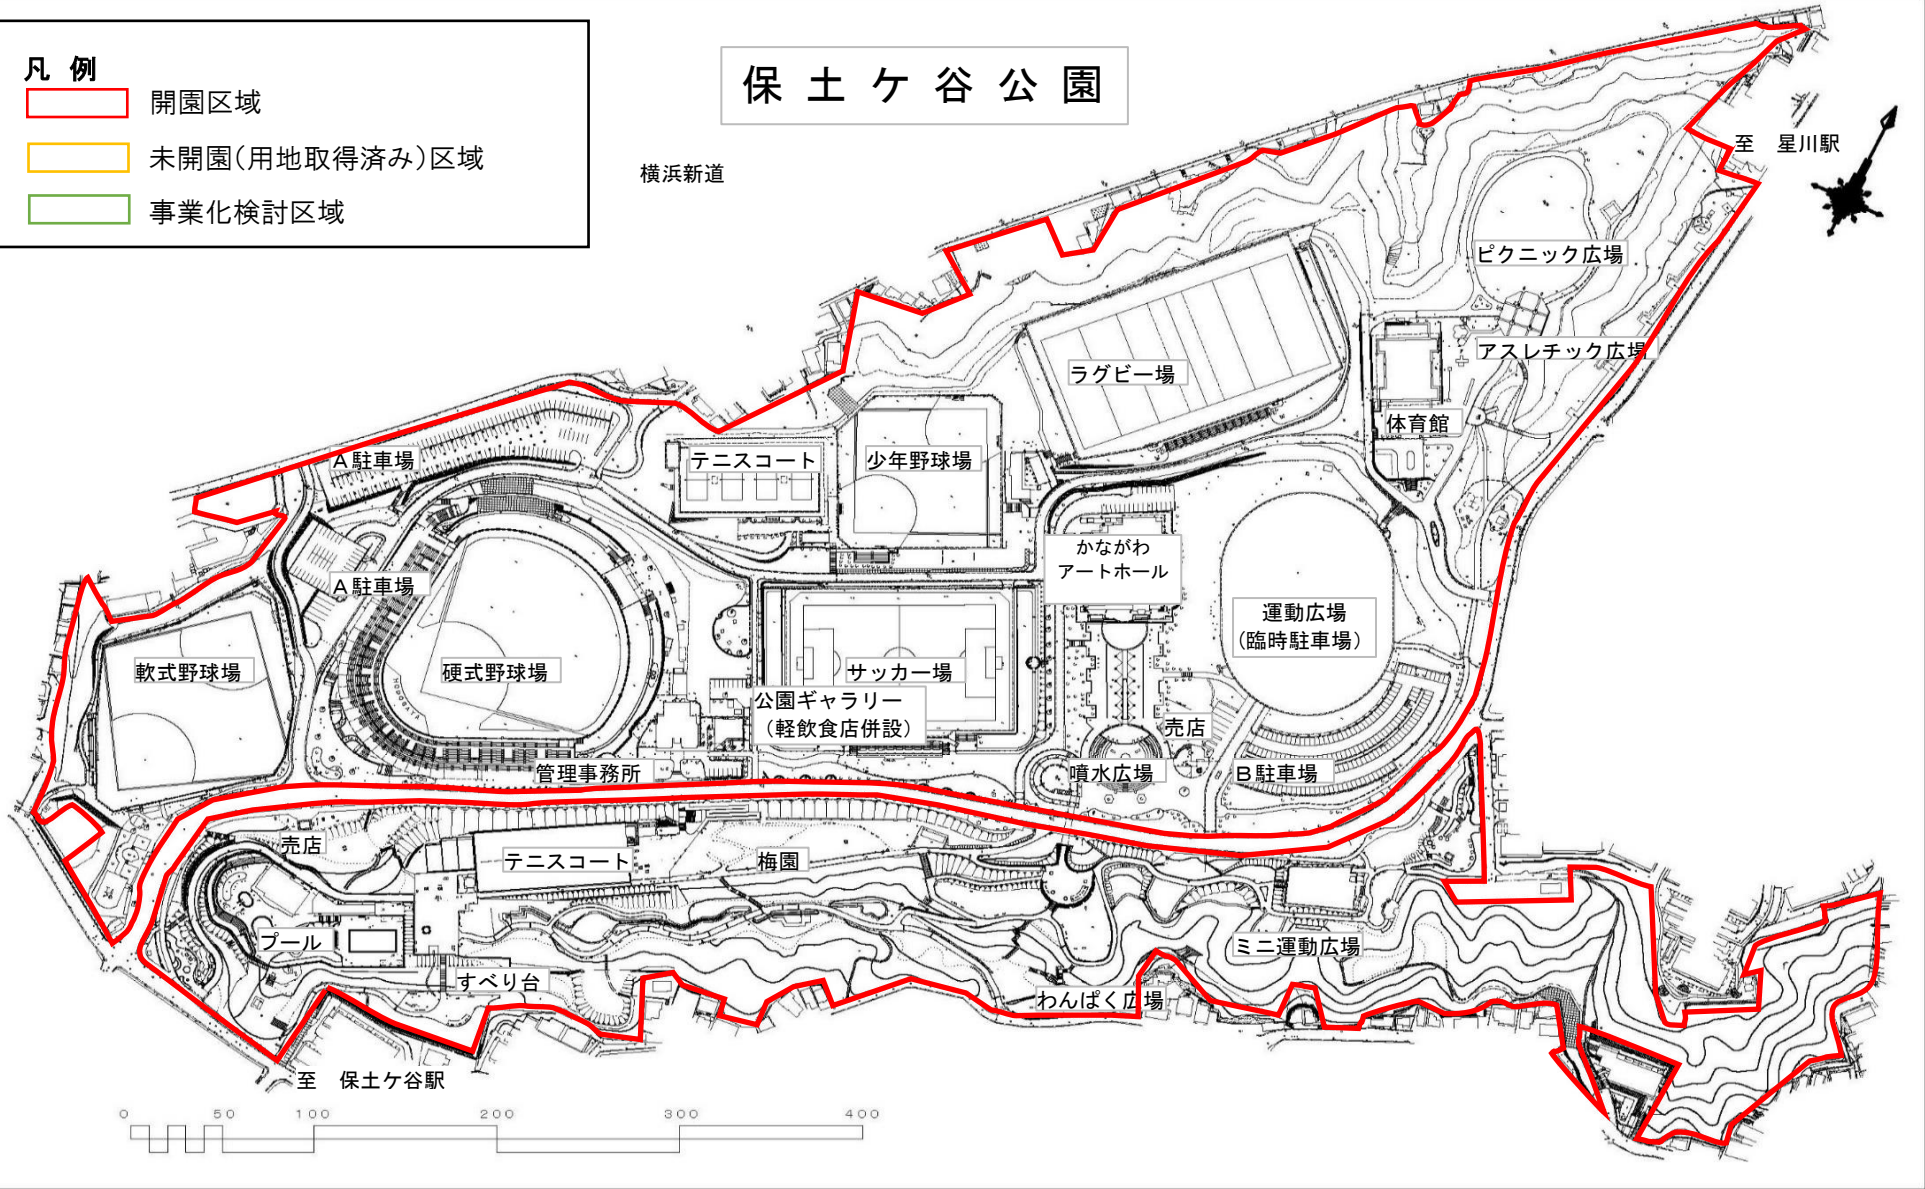 凡 例
開園区域
未開園(用地取得済み)区域
事業化検討区域
保土ケ谷公園
横浜新道
至 星川駅
ピクニック広場
アスレチック広場
ラグビー場
体育館
A駐車場
テニスコート
少年野球場
かながわ
アートホール
A駐車場
運動広場
(臨時駐車場)
軟式野球場
硬式野球場
サッカー場
公園ギャラリー
(軽飲食店併設)
売店
管理事務所
噴水広場
B駐車場
売店
テニスコート
梅園
プール
ミニ運動広場
すべり台
わんぱく広場
至 保土ケ谷駅
0 50 100 200 300 400